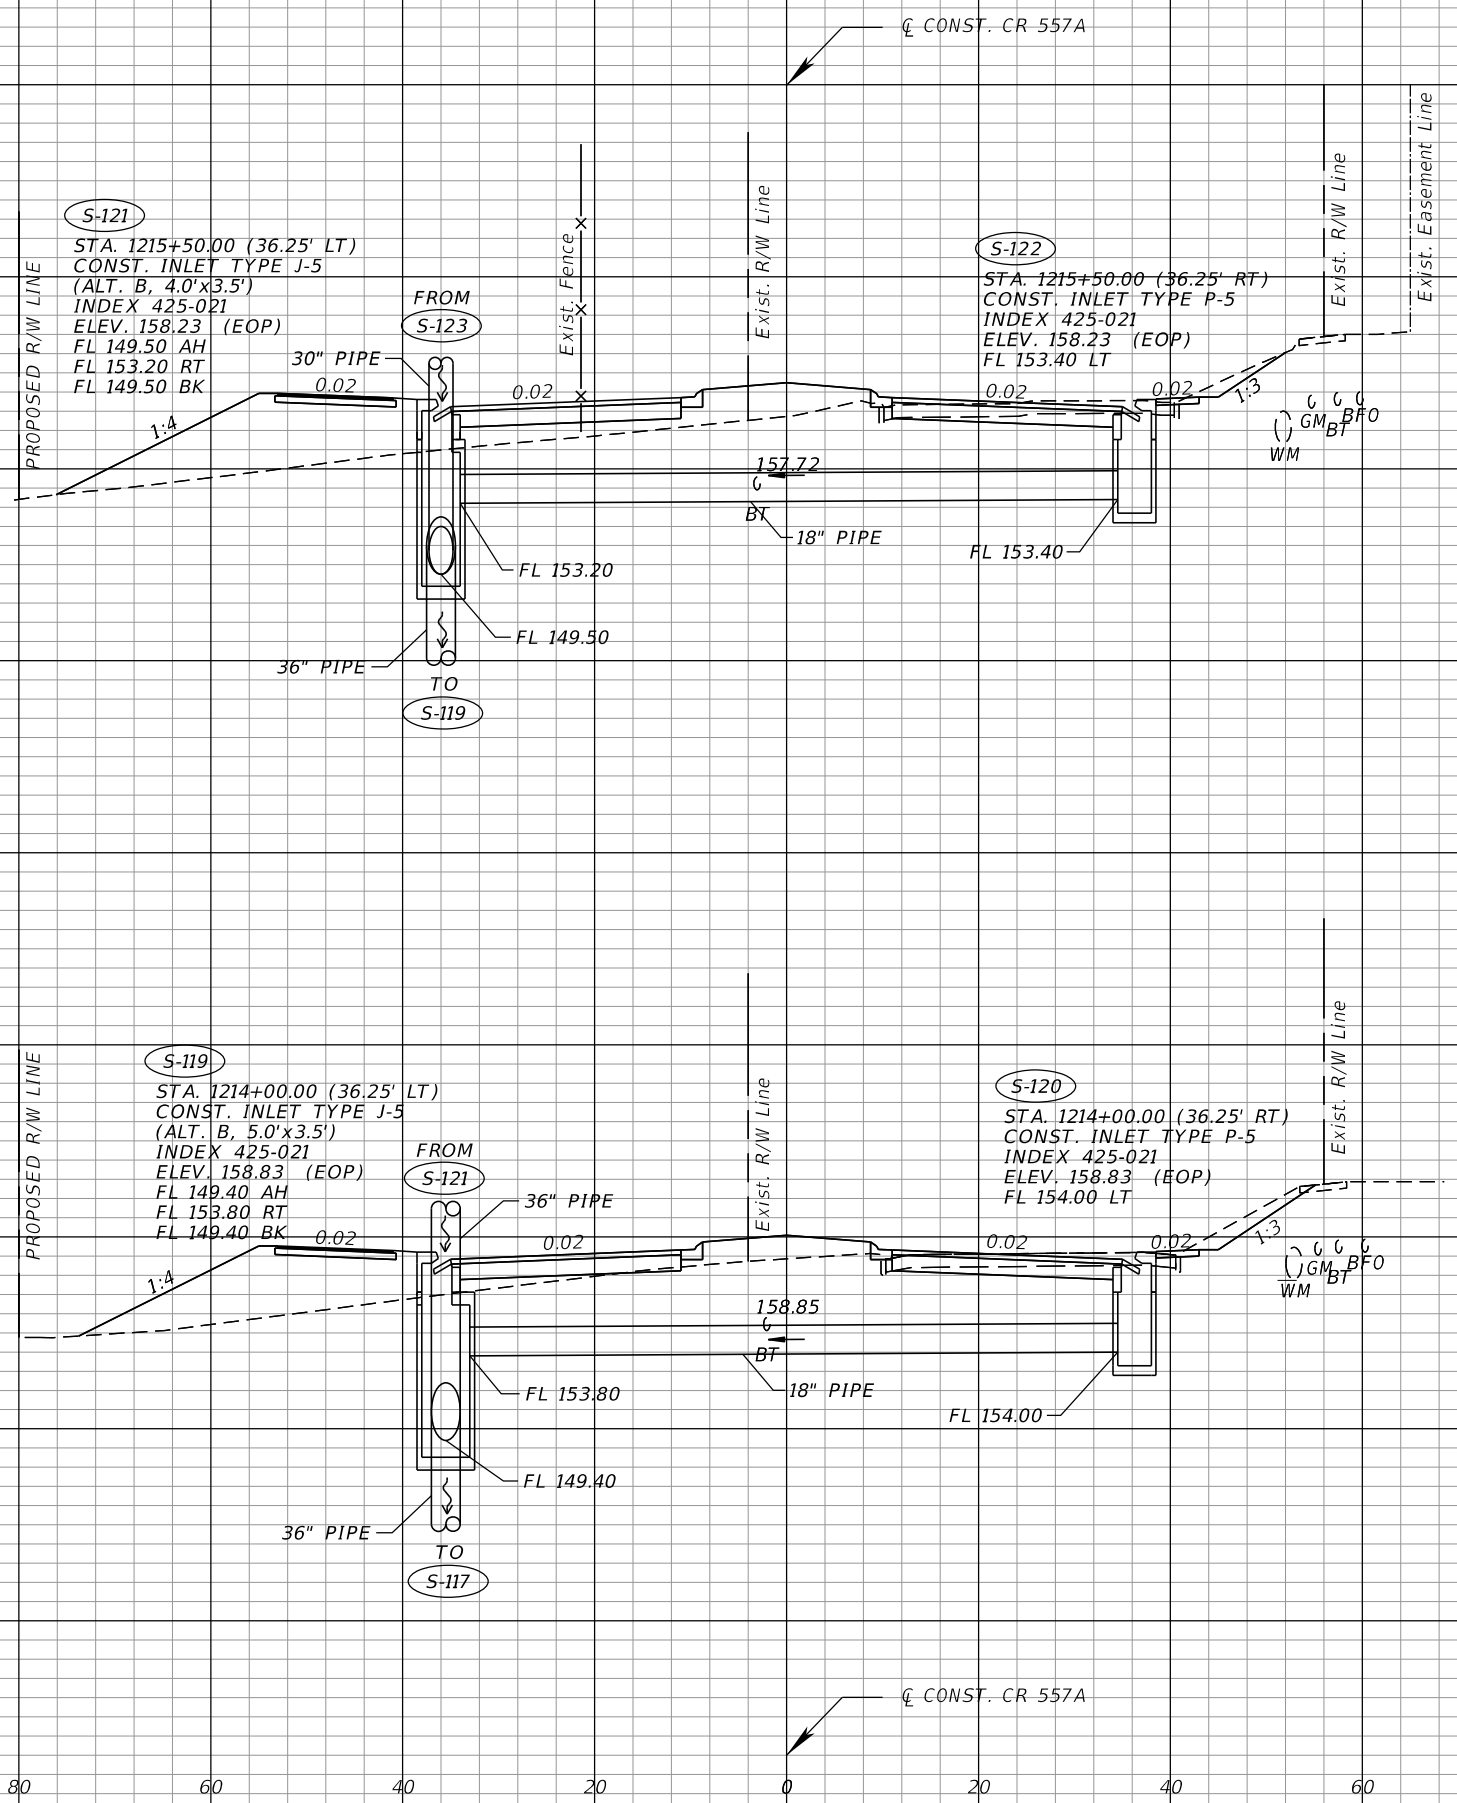 ℄ CONST. CR 557A
S-121
STA. 1215+50.00 (36.25' LT)
CONST. INLET TYPE J-5
(ALT. B, 4.0'x3.5')
INDEX 425-021
ELEV. 158.23 (EOP)
FL 149.50 AH
FL 153.20 RT
FL 149.50 BK
PROPOSED R/W LINE
FROM
S-123
30" PIPE
Exist. Fence
Exist. R/W Line
S-122
STA. 1215+50.00 (36.25' RT)
CONST. INLET TYPE P-5
INDEX 425-021
ELEV. 158.23 (EOP)
FL 153.40 LT
Exist. R/W Line
Exist. Easement Line
0.02
0.02
0.02
0.02
1:4
1:3
GM
BT
BFO
WM
157.72
BT
18" PIPE
FL 153.40
FL 153.20
FL 149.50
36" PIPE
TO
S-119
S-119
STA. 1214+00.00 (36.25' LT)
CONST. INLET TYPE J-5
(ALT. B, 5.0'x3.5')
INDEX 425-021
ELEV. 158.83 (EOP)
FL 149.40 AH
FL 153.80 RT
FL 149.40 BK
PROPOSED R/W LINE
FROM
S-121
36" PIPE
Exist. R/W Line
S-120
STA. 1214+00.00 (36.25' RT)
CONST. INLET TYPE P-5
INDEX 425-021
ELEV. 158.83 (EOP)
FL 154.00 LT
Exist. R/W Line
0.02
0.02
0.02
0.02
1:4
1:3
GM
BT
BFO
WM
158.85
BT
18" PIPE
FL 153.80
FL 154.00
FL 149.40
36" PIPE
TO
S-117
℄ CONST. CR 557A
80 60 40 20 0 20 40 60